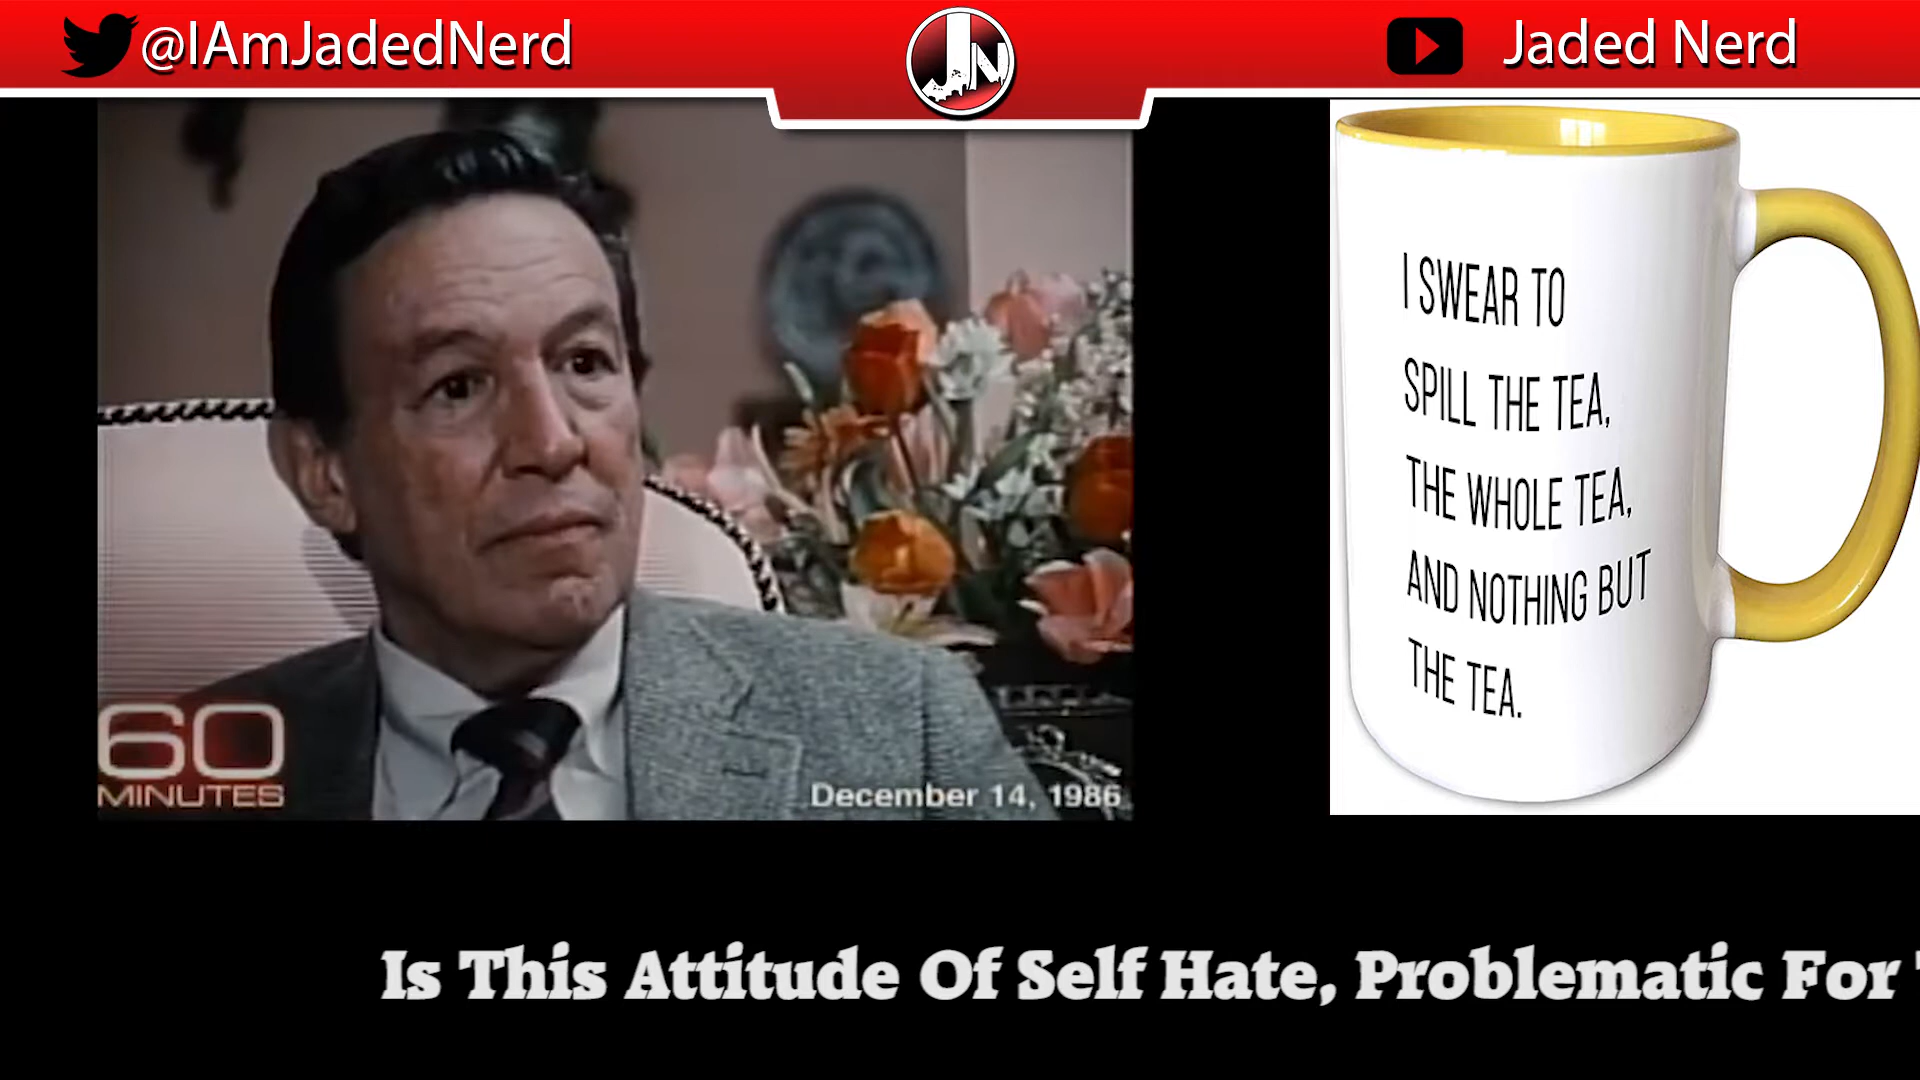 @IAmJadedNerd
JN
Jaded Nerd
I SWEAR TO
SPILL THE TEA,
THE WHOLE TEA,
AND NOTHING BUT
THE TEA.
60
MINUTES
December 14, 1986
Is This Attitude Of Self Hate, Problematic For